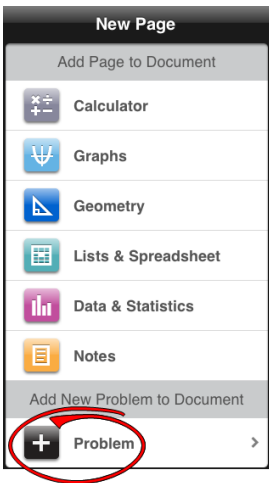 New Page
Add Page to Document
Calculator
Graphs
Geometry
Lists & Spreadsheet
Data & Statistics
Notes
Add New Problem to Document
Problem